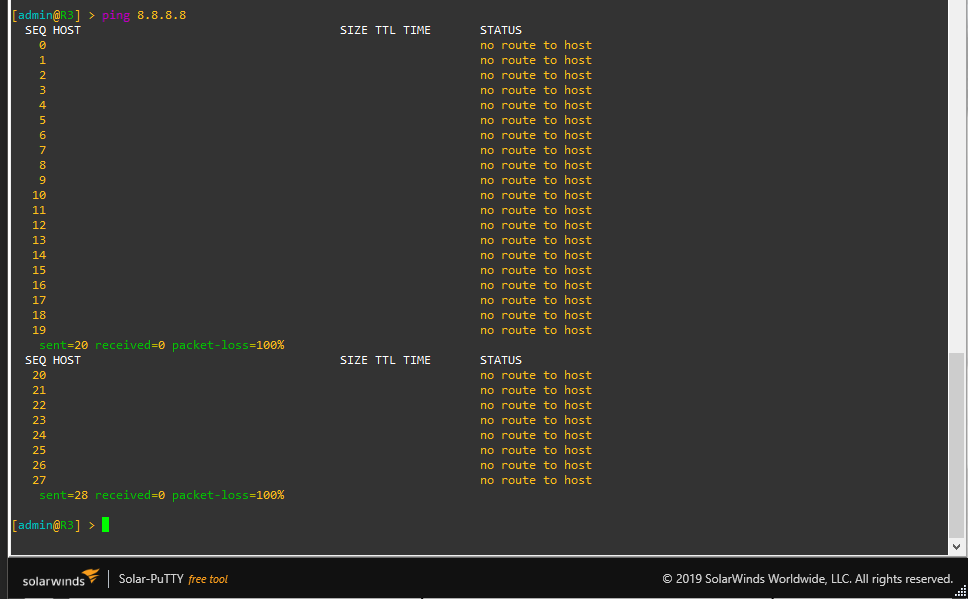 [admin@R3] > ping 8.8.8.8
SEQ HOST SIZE TTL TIME STATUS
0 no route to host
1 no route to host
2 no route to host
3 no route to host
4 no route to host
5 no route to host
6 no route to host
7 no route to host
8 no route to host
9 no route to host
10 no route to host
11 no route to host
12 no route to host
13 no route to host
14 no route to host
15 no route to host
16 no route to host
17 no route to host
18 no route to host
19 no route to host
sent=20 received=0 packet-loss=100%
SEQ HOST SIZE TTL TIME STATUS
20 no route to host
21 no route to host
22 no route to host
23 no route to host
24 no route to host
25 no route to host
26 no route to host
27 no route to host
sent=28 received=0 packet-loss=100%
[admin@R3] >
solarwinds Solar-PuTTY free tool © 2019 SolarWinds Worldwide, LLC. All rights reserved.